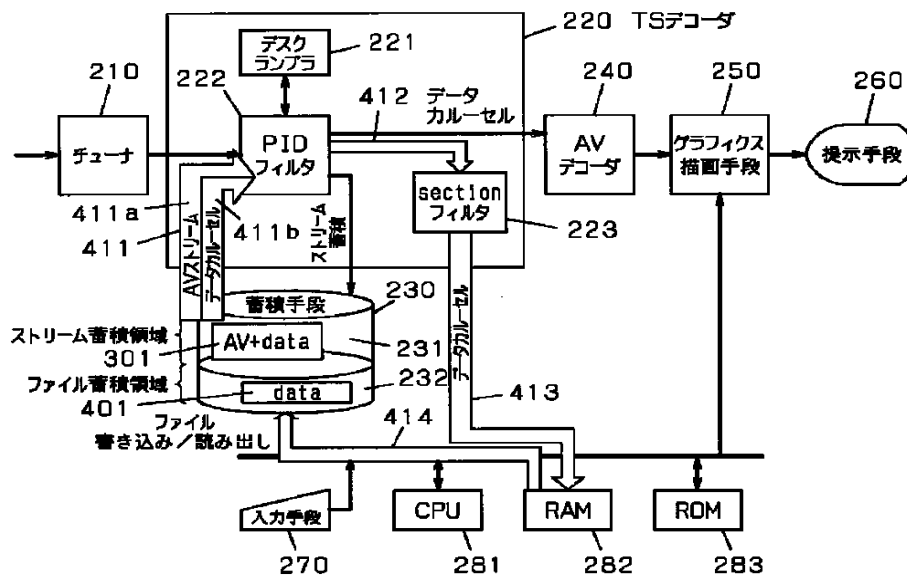 220 TSデコーダ
デスク
ランブラ
221
222
210
240
250
260
412
データ
カルーセル
チューナ
PID
フィルタ
AV
デコーダ
グラフィクス
描画手段
提示手段
section
フィルタ
223
411a
411
411b
AVストリーム
データカルーセル
ストリーム
蓄積
データカルーセル
蓄積手段
230
ストリーム蓄積領域
301
AV+data
231
ファイル蓄積領域
401
data
232
413
ファイル
書き込み/読み出し
414
入力手段
CPU
RAM
ROM
270
281
282
283